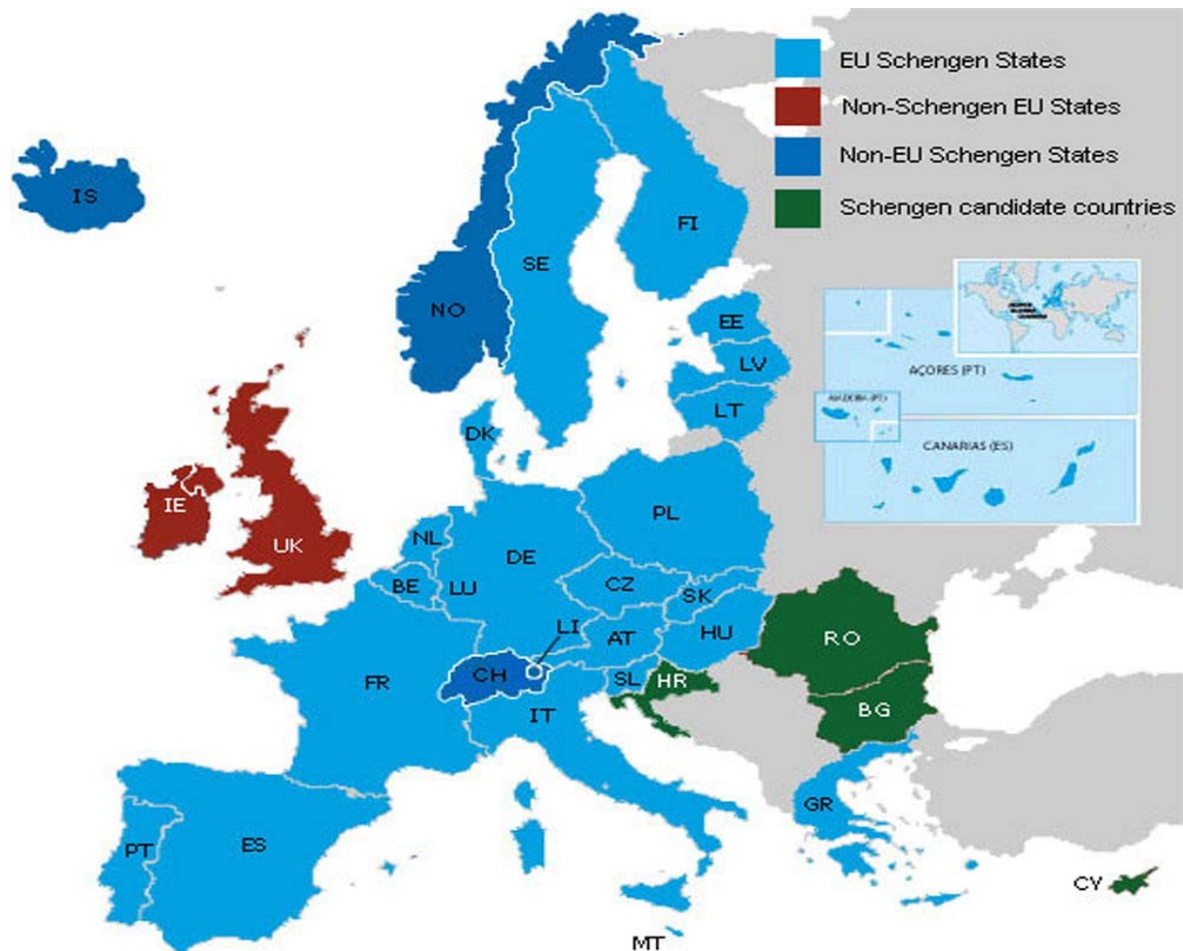 EU Schengen States
Non-Schengen EU States
Non-EU Schengen States
Schengen candidate countries
IS
FI
SE
NO
EE
LV
LT
DK
AÇORES (PT)
MADEIRA (PT)
CANARIAS (ES)
IE
UK
NL
DE
PL
BE
LU
CZ
SK
LI
AT
HU
RO
FR
CH
SL
HR
IT
BG
GR
PT
ES
CY
MT